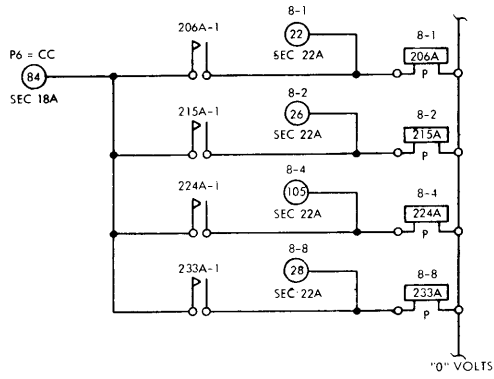 P6 = CC
84
SEC 18A
206A-1
8-1
22
SEC 22A
8-1
206A
P
215A-1
8-2
26
SEC 22A
8-2
215A
P
224A-1
8-4
105
SEC 22A
8-4
224A
P
233A-1
8-8
28
SEC 22A
8-8
233A
P
"0" VOLTS